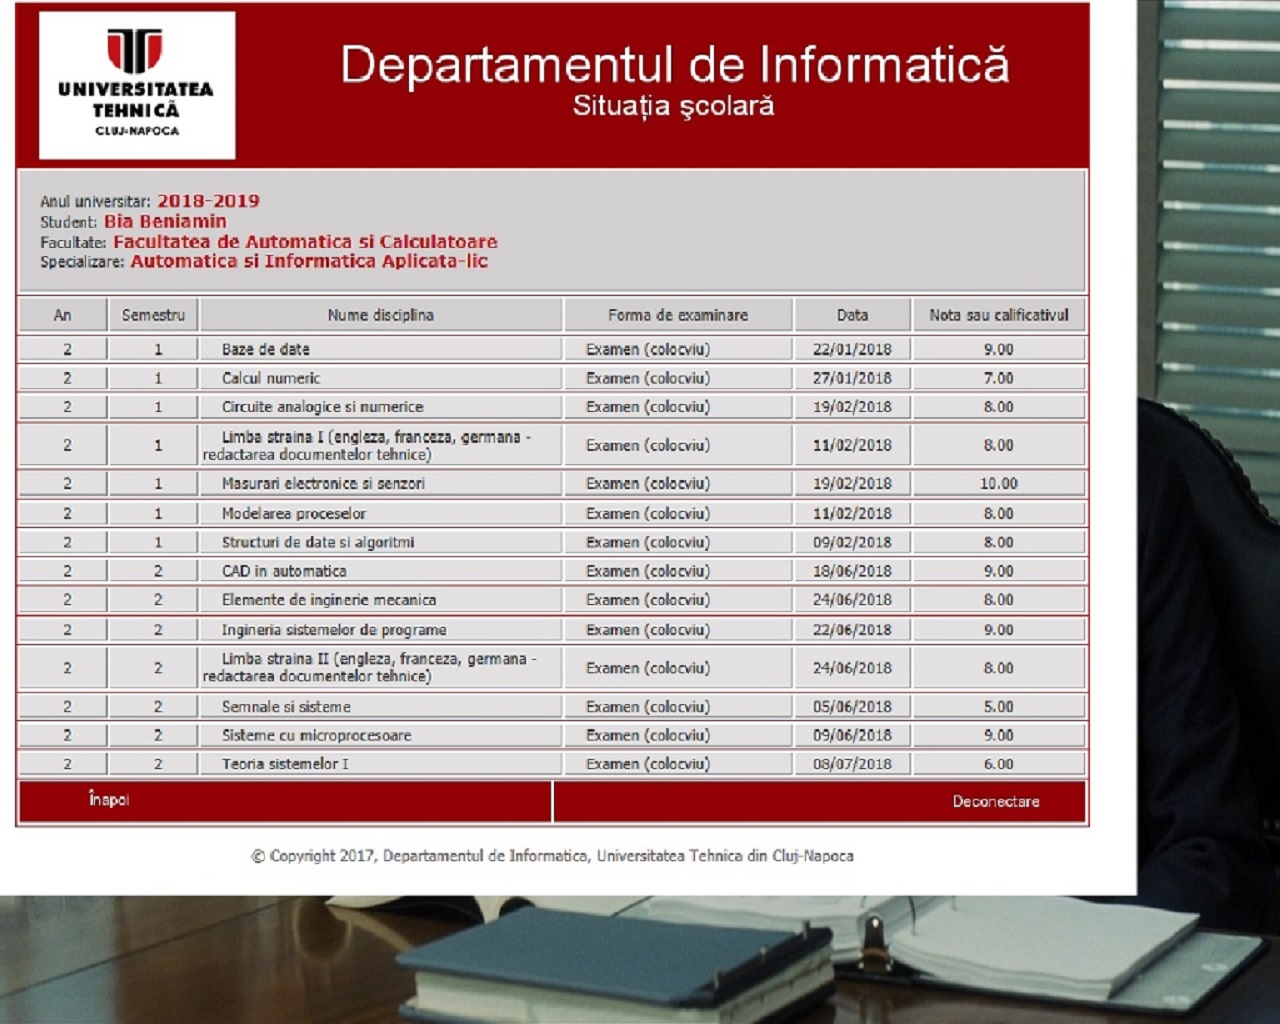 UNIVERSITATEA
TEHNICĂ
CLUJ-NAPOCA
Departamentul de Informatică
Situația școlară
Anul universitar: 2018-2019
Student: Bia Beniamin
Facultate: Facultatea de Automatica si Calculatoare
Specializare: Automatica si Informatica Aplicata-lic
An Semestru Nume disciplina Forma de examinare Data Nota sau calificativul
2 1 Baze de date Examen (colocviu) 22/01/2018 9.00
2 1 Calcul numeric Examen (colocviu) 27/01/2018 7.00
2 1 Circuite analogice si numerice Examen (colocviu) 19/02/2018 8.00
2 1 Limba straina I (engleza, franceza, germana -
redactarea documentelor tehnice) Examen (colocviu) 11/02/2018 8.00
2 1 Masurari electronice si senzori Examen (colocviu) 19/02/2018 10.00
2 1 Modelarea proceselor Examen (colocviu) 11/02/2018 8.00
2 1 Structuri de date si algoritmi Examen (colocviu) 09/02/2018 8.00
2 2 CAD in automatica Examen (colocviu) 18/06/2018 9.00
2 2 Elemente de inginerie mecanica Examen (colocviu) 24/06/2018 8.00
2 2 Ingineria sistemelor de programe Examen (colocviu) 22/06/2018 9.00
2 2 Limba straina II (engleza, franceza, germana -
redactarea documentelor tehnice) Examen (colocviu) 24/06/2018 8.00
2 2 Semnale si sisteme Examen (colocviu) 05/06/2018 5.00
2 2 Sisteme cu microprocesoare Examen (colocviu) 09/06/2018 9.00
2 2 Teoria sistemelor I Examen (colocviu) 08/07/2018 6.00
Înapoi Deconectare
© Copyright 2017, Departamentul de Informatica, Universitatea Tehnica din Cluj-Napoca